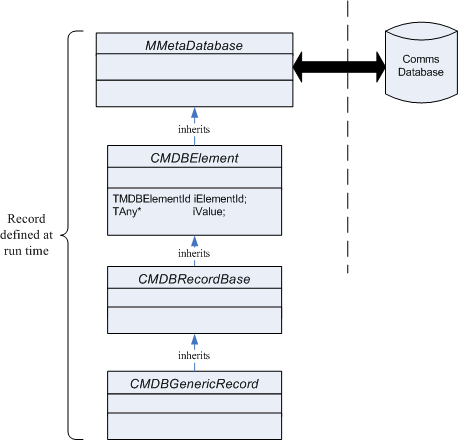 MMetaDatabase
Comms
Database
inherits
CMDBElement
TMDBElementId iElementId;
TAny* iValue;
Record
defined at
run time
inherits
CMDBRecordBase
inherits
CMDBGenericRecord